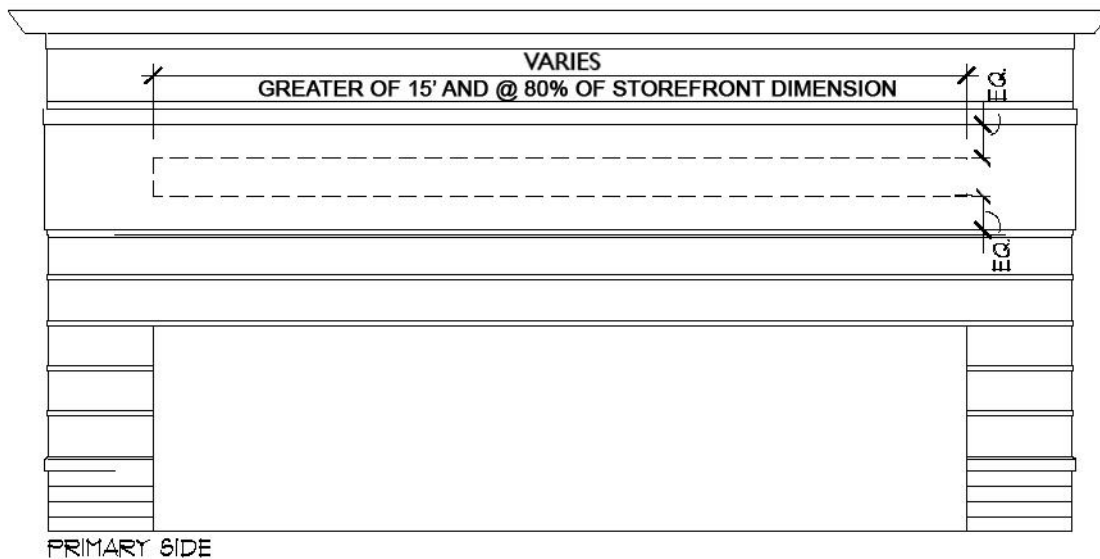 VARIES
GREATER OF 15' AND @ 80% OF STOREFRONT DIMENSION
EQ.
EQ.
PRIMARY SIDE